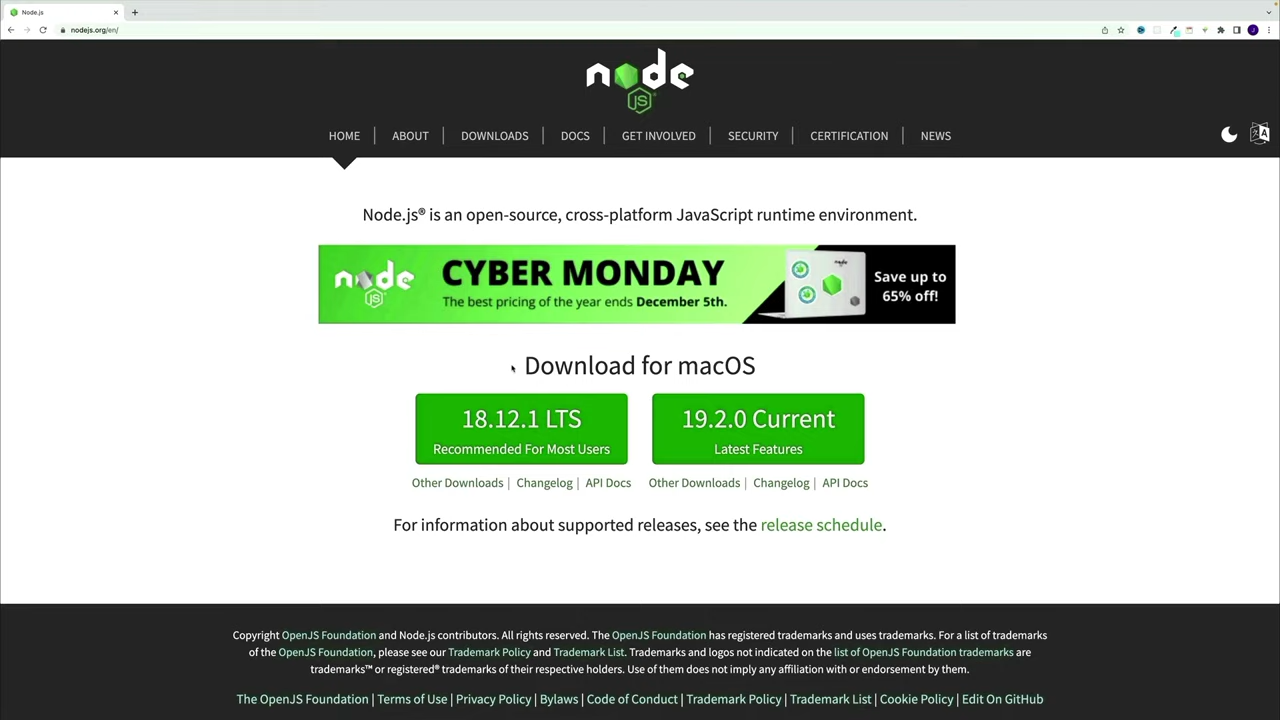 Node.js
nodejs.org/en/
J
node
JS
HOME | ABOUT | DOWNLOADS | DOCS | GET INVOLVED | SECURITY | CERTIFICATION | NEWS
Node.js® is an open-source, cross-platform JavaScript runtime environment.
node
JS
CYBER MONDAY
The best pricing of the year ends December 5th.
node
Save up to
65% off!
Download for macOS
18.12.1 LTS
Recommended For Most Users
19.2.0 Current
Latest Features
Other Downloads | Changelog | API Docs
Other Downloads | Changelog | API Docs
For information about supported releases, see the release schedule.
Copyright OpenJS Foundation and Node.js contributors. All rights reserved. The OpenJS Foundation has registered trademarks and uses trademarks. For a list of trademarks
of the OpenJS Foundation, please see our Trademark Policy and Trademark List. Trademarks and logos not indicated on the list of OpenJS Foundation trademarks are
trademarks™ or registered® trademarks of their respective holders. Use of them does not imply any affiliation with or endorsement by them.
The OpenJS Foundation | Terms of Use | Privacy Policy | Bylaws | Code of Conduct | Trademark Policy | Trademark List | Cookie Policy | Edit On GitHub